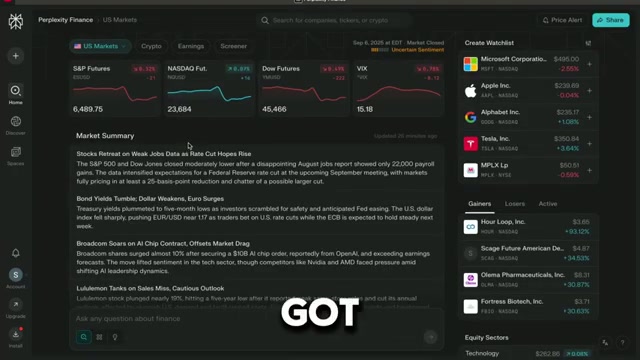 Perplexity Finance
Perplexity Finance › US Markets
Search for companies, tickers, or crypto
Price Alert
Share
US Markets
Crypto
Earnings
Screener
Sep 6, 2025 at EDT · Market Closed
Uncertain Sentiment
Create Watchlist
S&P Futures
ESUSD
-21
6,489.75
NASDAQ Fut.
NQUSD
23,684
Dow Futures
YMUSD
45,466
VIX
^VIX
15.18
Microsoft Corporatio...
MSFT · NASDAQ
$495.00
-2.55%
Apple Inc.
AAPL · NASDAQ
$239.69
-0.04%
Alphabet Inc.
GOOG · NASDAQ
$235.17
+1.08%
Tesla, Inc.
TSLA · NASDAQ
$350.84
+3.64%
MPLX Lp
MPLX · NYSE
$50.51
-0.59%
Home
Discover
Spaces
Account
Upgrade
Install
Market Summary
Updated 26 minutes ago
Stocks Retreat on Weak Jobs Data as Rate Cut Hopes Rise
The S&P 500 and Dow Jones closed moderately lower after a disappointing August jobs report showed only 22,000 payroll
gains. The data intensified expectations for a Federal Reserve rate cut at the upcoming September meeting, with markets
fully pricing in at least a 25-basis-point reduction and chatter of a possible larger cut.
Bond Yields Tumble; Dollar Weakens, Euro Surges
Treasury yields plummeted to five-month lows as investors scrambled for safety and anticipated Fed easing. The U.S. dollar
index fell sharply, pushing EUR/USD near 1.17 as traders bet on U.S. rate cuts while the ECB is expected to hold steady next
week.
Broadcom Soars on AI Chip Contract, Offsets Market Drag
Broadcom shares surged almost 10% after securing a $10B AI chip order, reportedly from OpenAI, and exceeding earnings
forecasts. The move lifted sentiment in the tech sector, though competitors like Nvidia and AMD faced pressure amid
shifting AI leadership dynamics.
Lululemon Tanks on Sales Miss, Cautious Outlook
Lululemon stock plunged nearly 19%, hitting a five-year low after it reported
Ask any question about finance
GOT
Gainers
Losers
Active
Hour Loop, Inc.
HOUR · NASDAQ
$3.65
+93.12%
Scage Future American De...
SCAG · NASDAQ
$4.87
+34.53%
Olema Pharmaceuticals, Inc.
OLMA · NASDAQ
$8.31
+30.87%
Fortress Biotech, Inc.
FBIO · NASDAQ
$3.71
+30.63%
Equity Sectors
Technology
$262.66